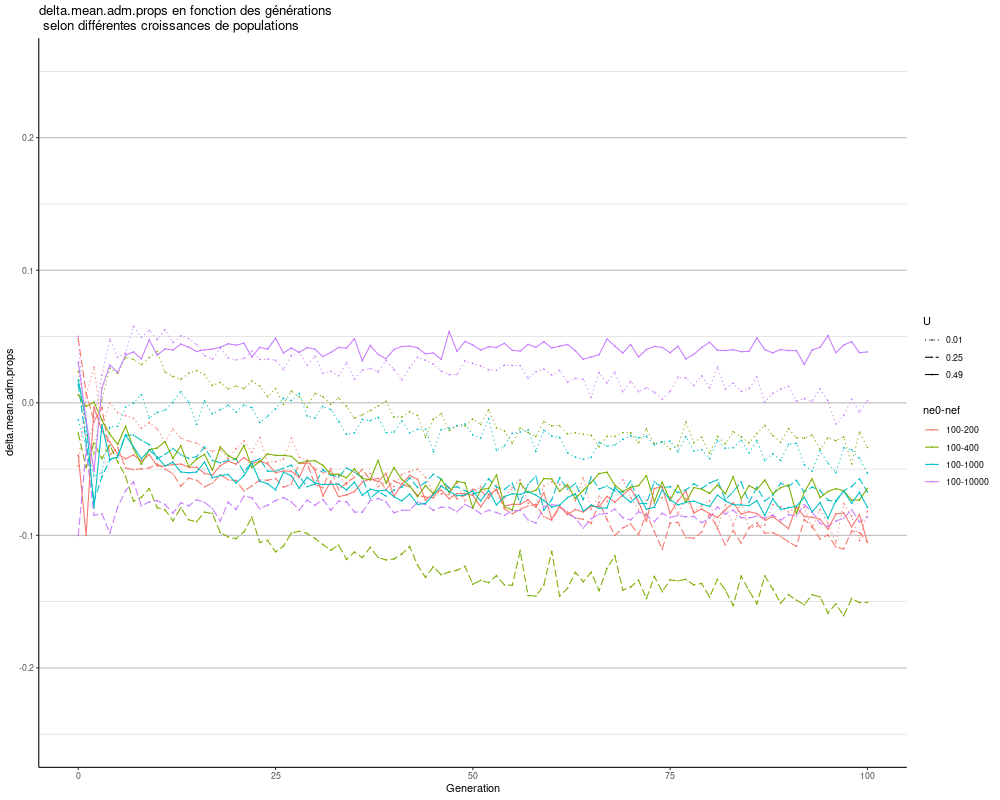 delta.mean.adm.props en fonction des générations
selon différentes croissances de populations
delta.mean.adm.props
0.2
0.1
0.0
-0.1
-0.2
0
25
50
75
100
Generation
U
0.01
0.25
0.49
ne0-nef
100-200
100-400
100-1000
100-10000